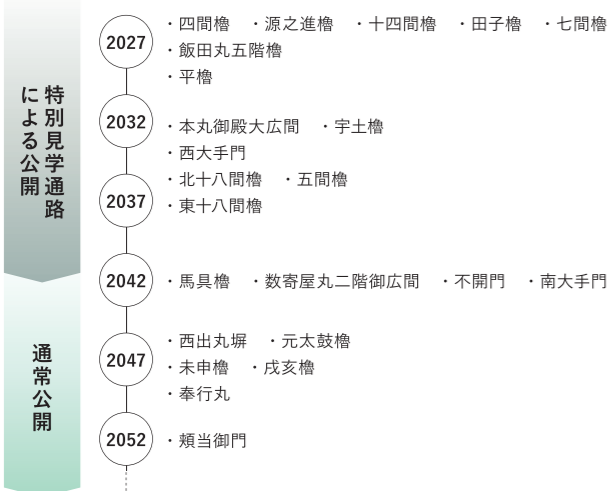 特別見学通路
による公開
通常公開
2027
・四間櫓 ・源之進櫓 ・十四間櫓 ・田子櫓 ・七間櫓
・飯田丸五階櫓
・平櫓
2032
・本丸御殿大広間 ・宇土櫓
・西大手門
・北十八間櫓 ・五間櫓
2037
・東十八間櫓
2042
・馬具櫓 ・数寄屋丸二階御広間 ・不開門 ・南大手門
2047
・西出丸塀 ・元太鼓櫓
・未申櫓 ・戌亥櫓
・奉行丸
2052
・頬当御門